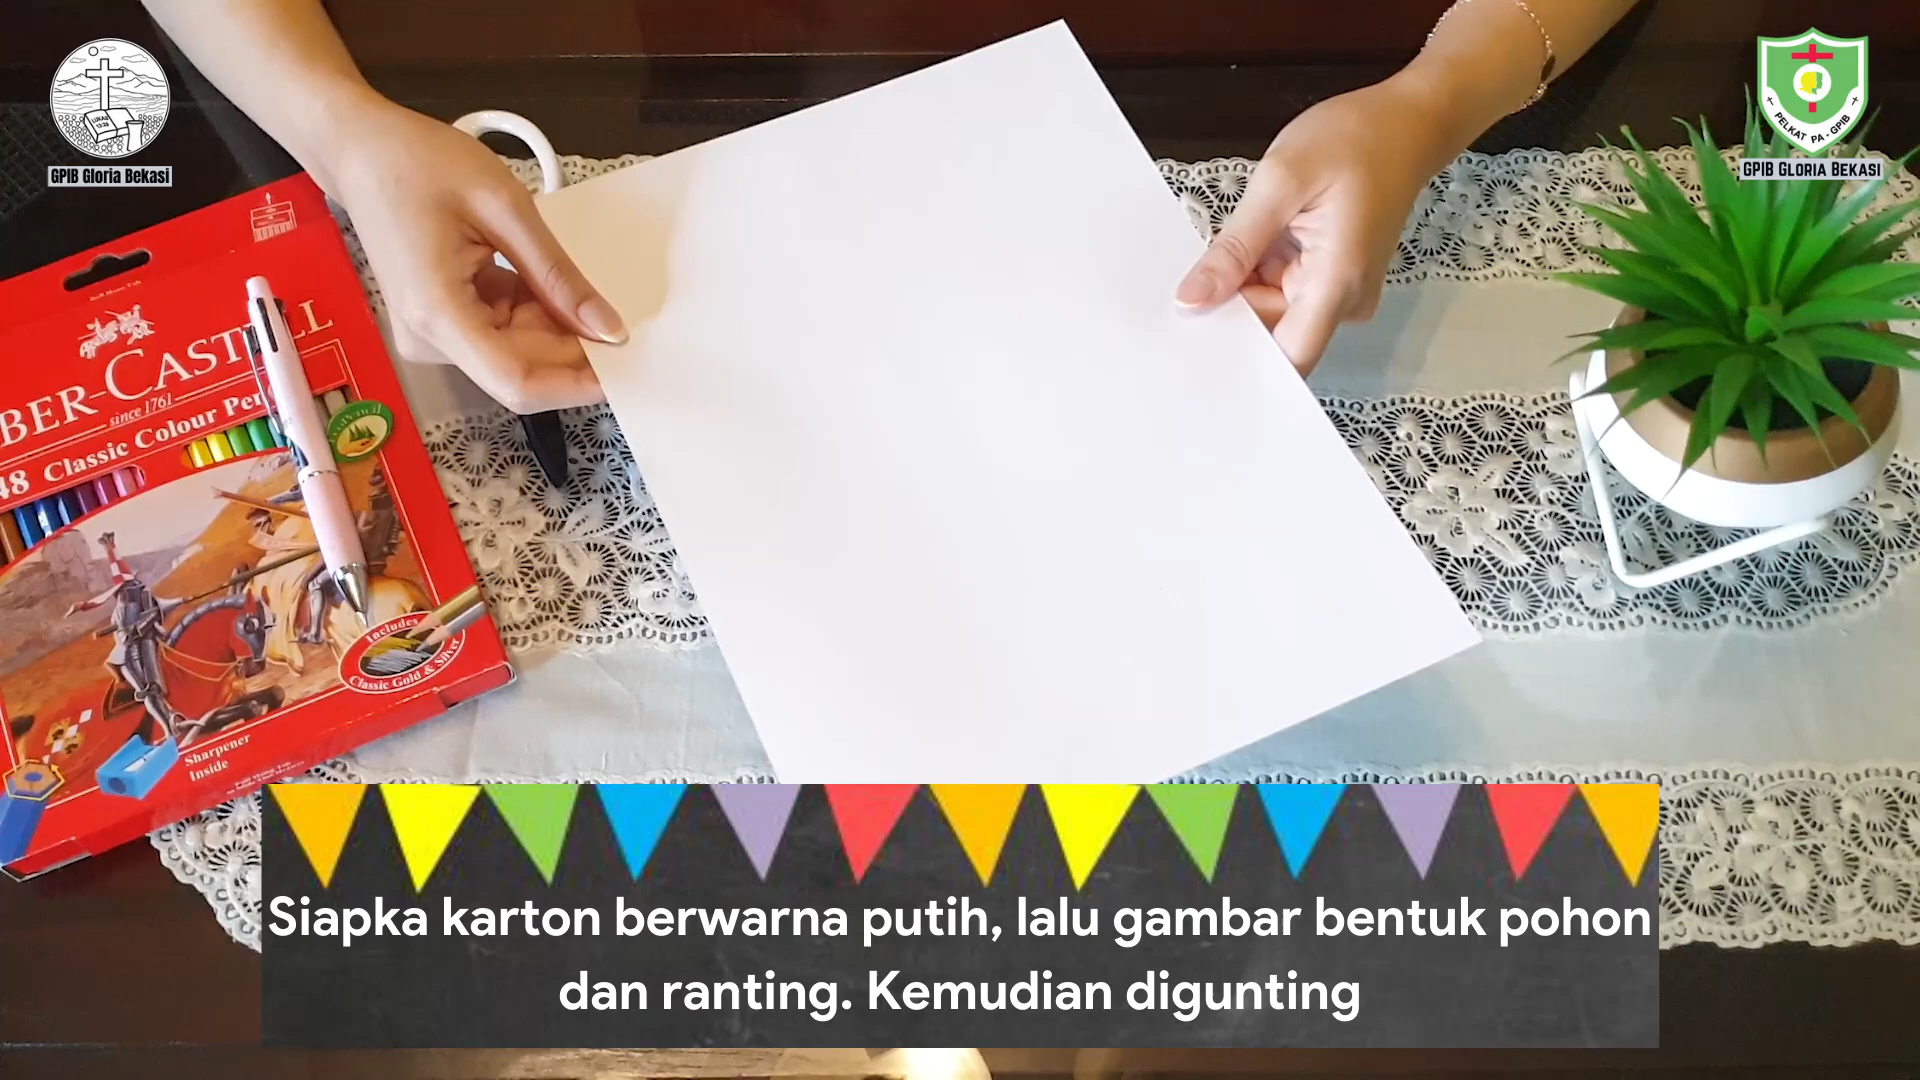 LUKAS
GPIB Gloria Bekasi
PELKAT PA - GPIB
GPIB Gloria Bekasi
BER-CASTELL
since 1761
48 Classic Colour Pen
Includes
Classic Gold & Silver
Sharpener
Inside
Siapka karton berwarna putih, lalu gambar bentuk pohon
dan ranting. Kemudian digunting